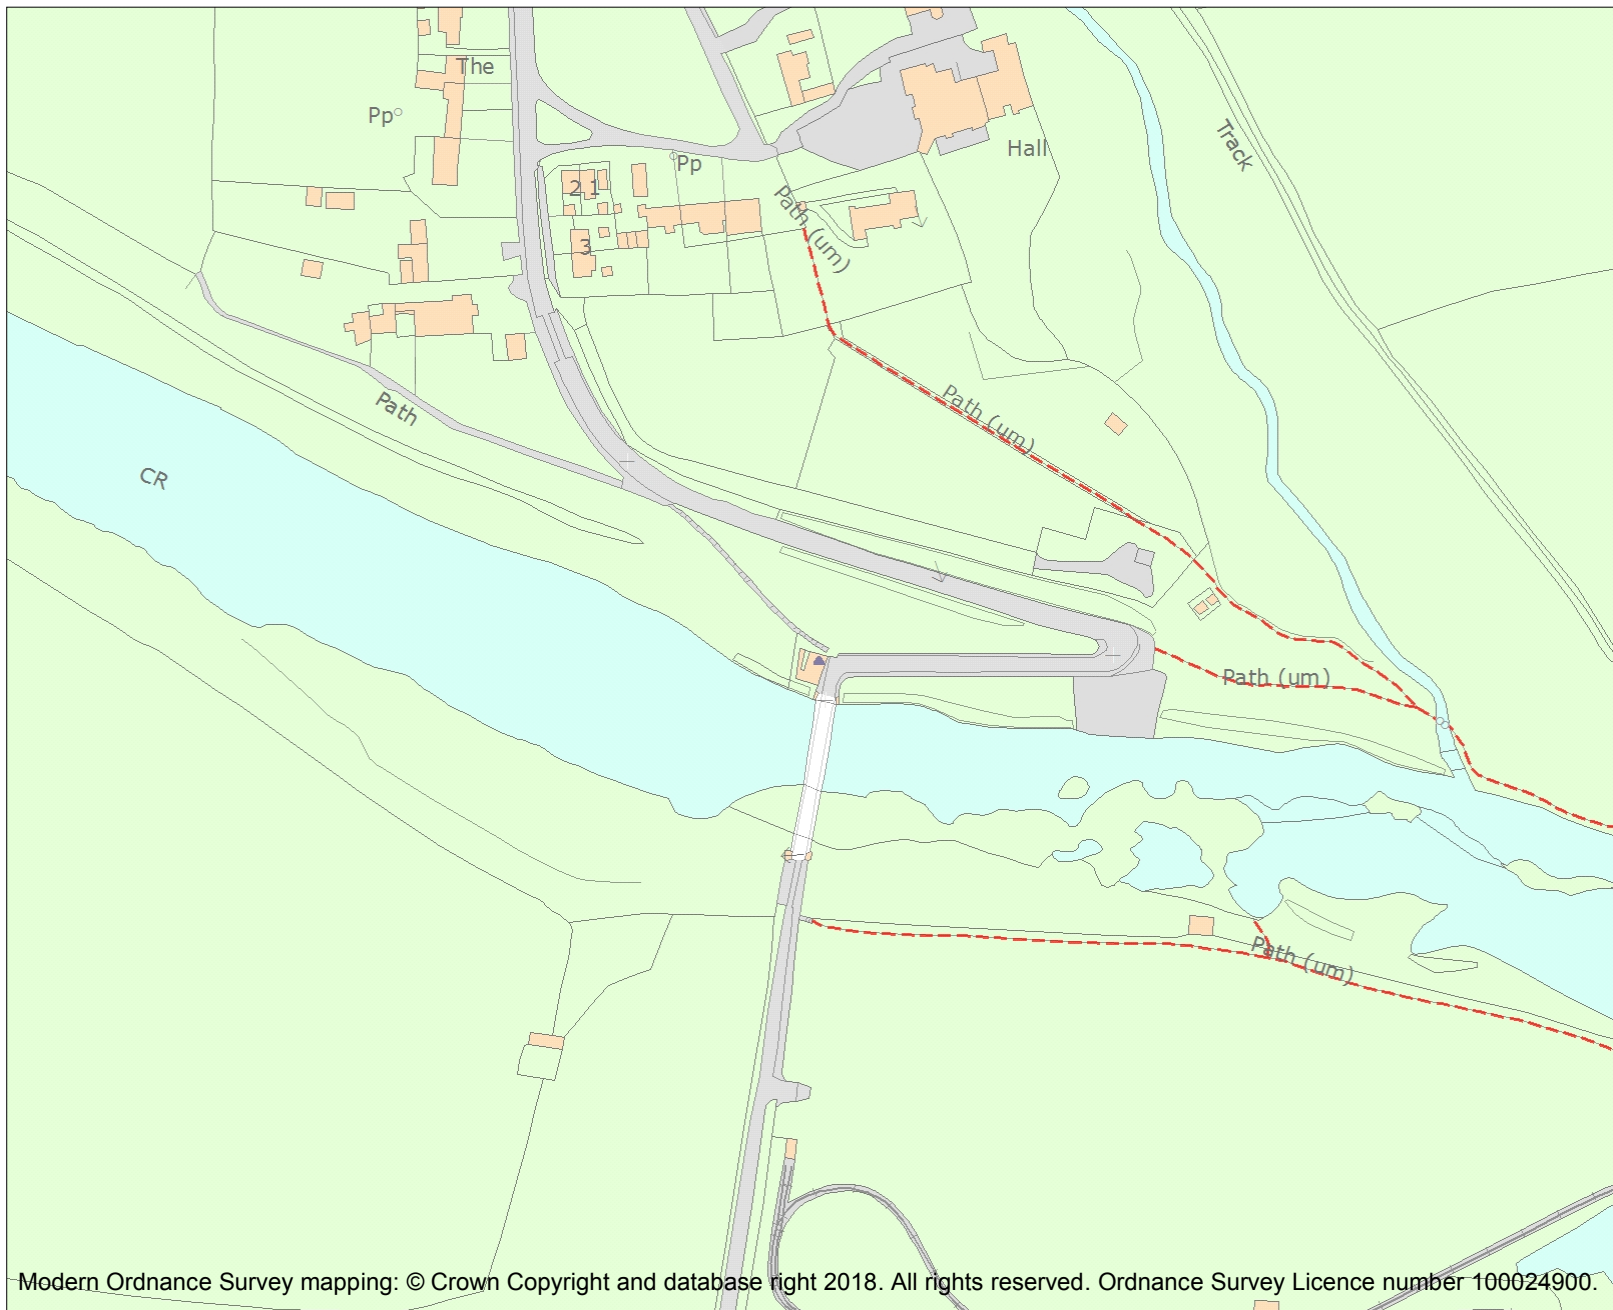 The
Pp
Track
Hall
Pp
2 1
Path (um)
3
Path
Path (um)
CR
Path (um)
Path (um)
Modern Ordnance Survey mapping: © Crown Copyright and database right 2018. All rights reserved. Ordnance Survey Licence number 100024900.